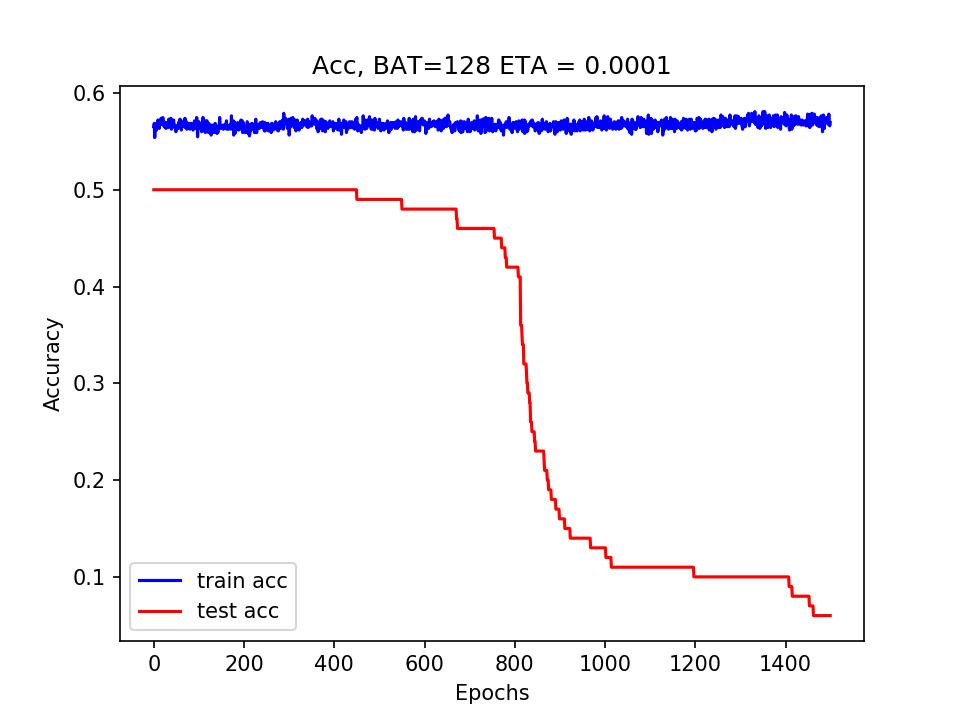 Acc, BAT=128 ETA = 0.0001
Accuracy
0.6
0.5
0.4
0.3
0.2
0.1
train acc
test acc
0 200 400 600 800 1000 1200 1400
Epochs